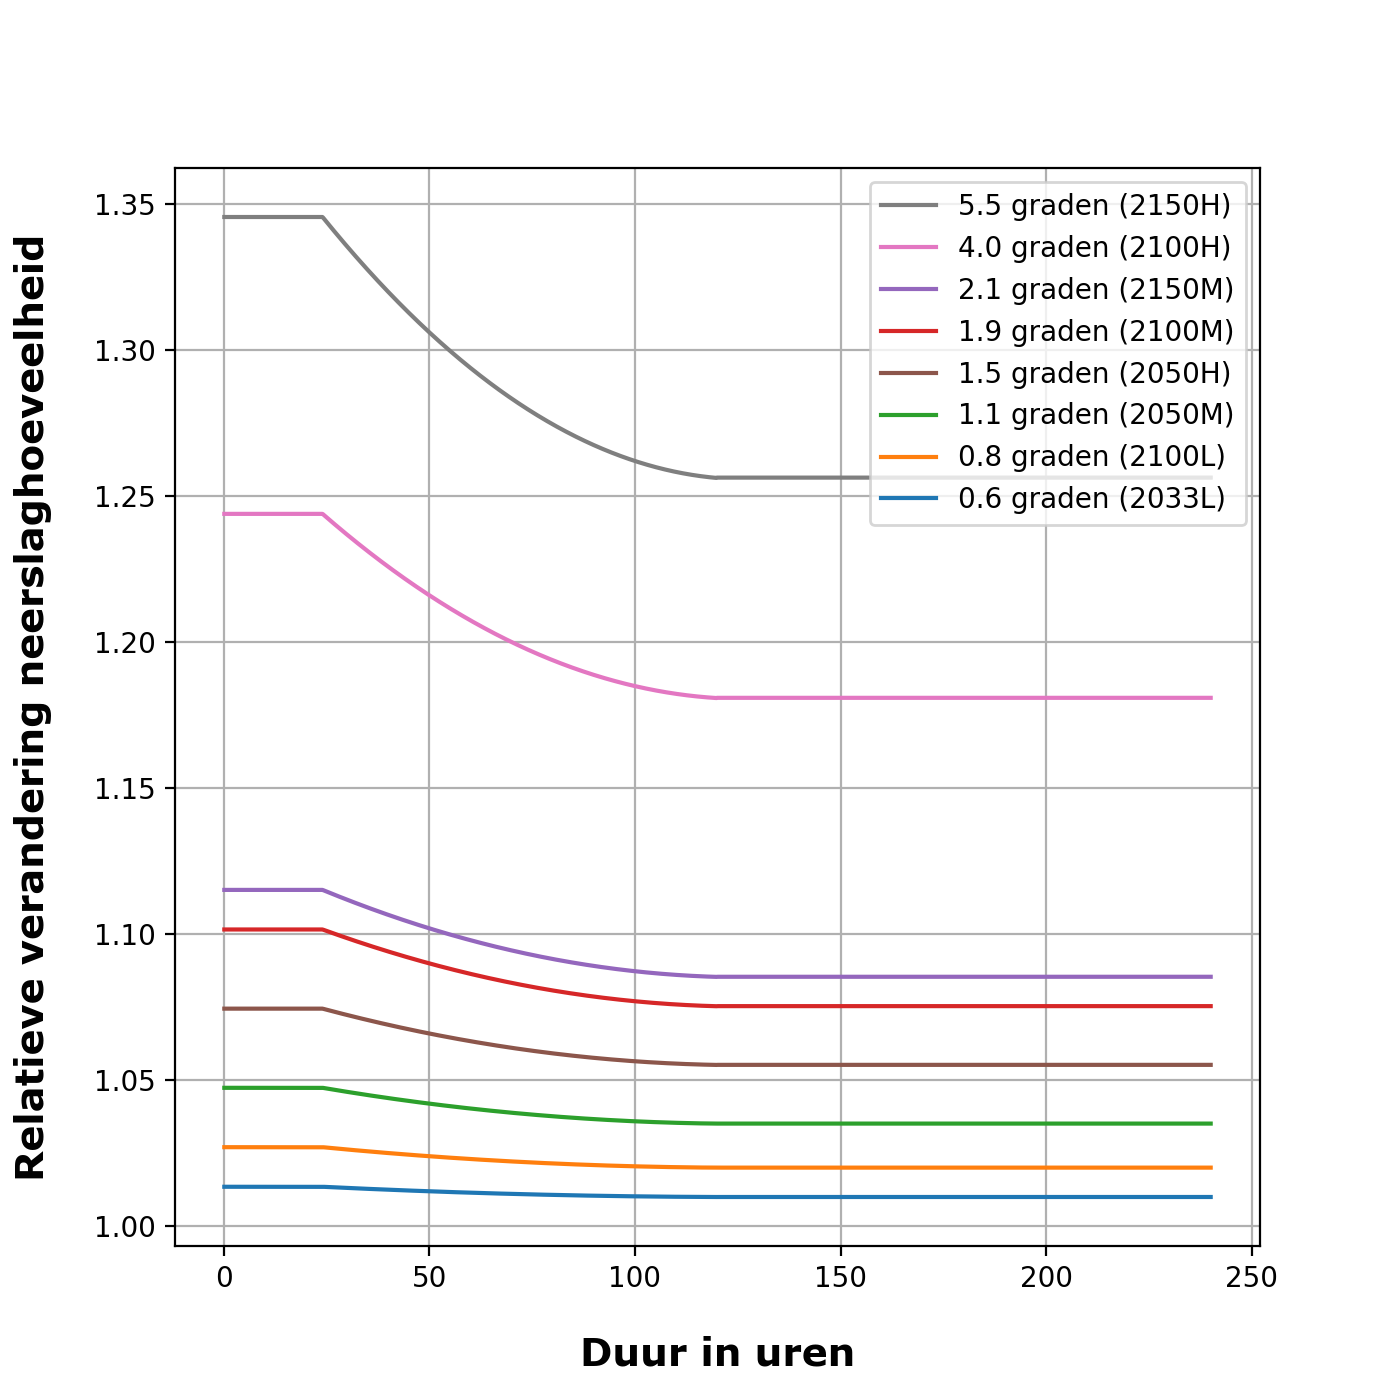 Relatieve verandering neerslaghoeveelheid
1.35
1.30
1.25
1.20
1.15
1.10
1.05
1.00
5.5 graden (2150H)
4.0 graden (2100H)
2.1 graden (2150M)
1.9 graden (2100M)
1.5 graden (2050H)
1.1 graden (2050M)
0.8 graden (2100L)
0.6 graden (2033L)
0 50 100 150 200 250
Duur in uren